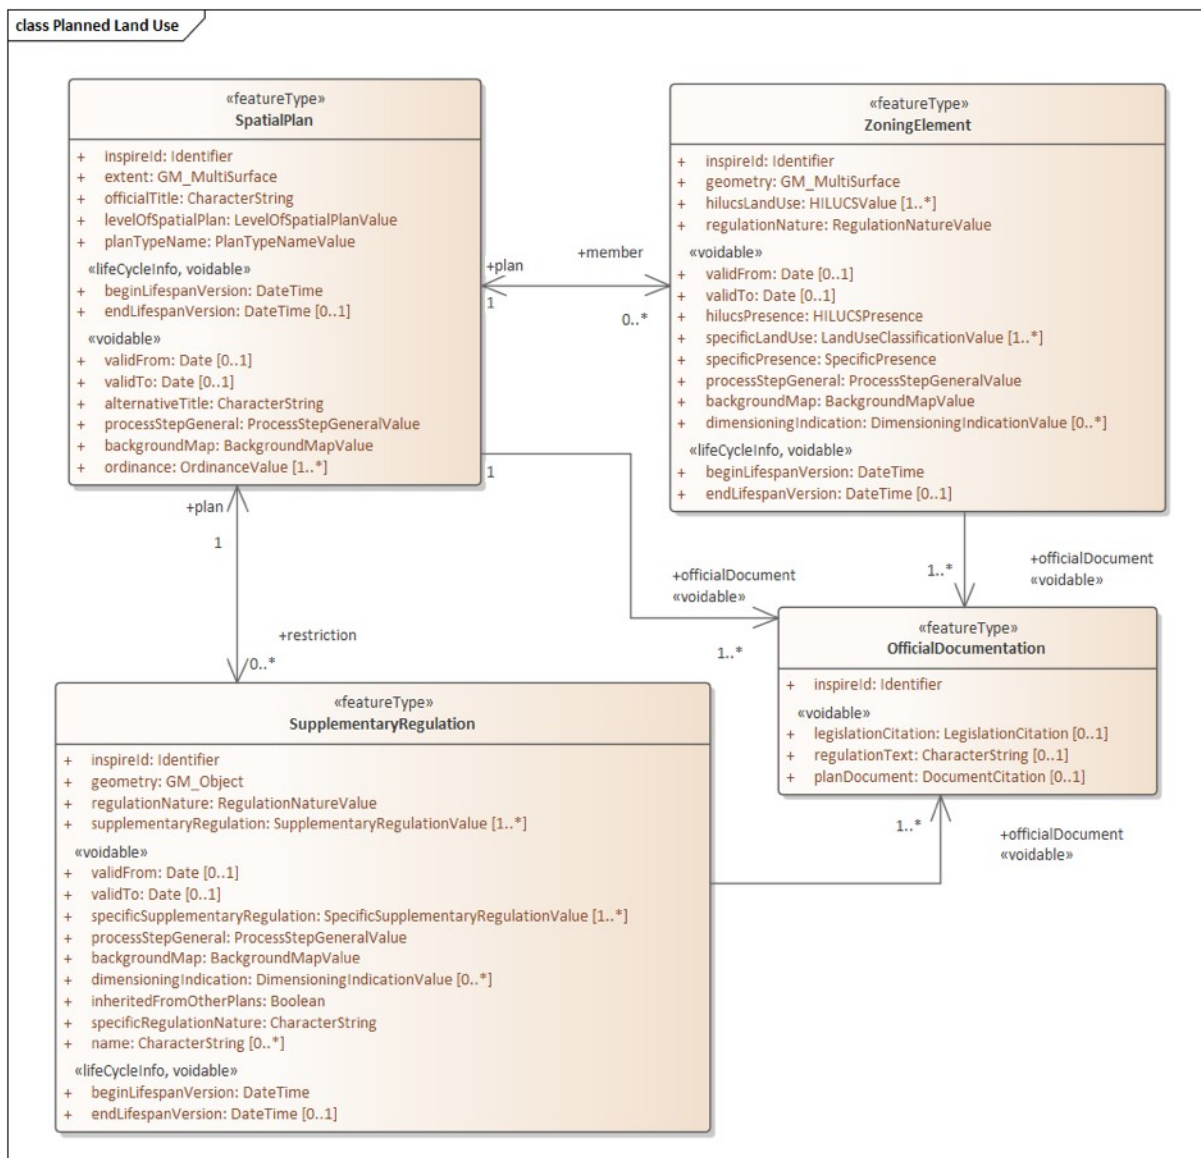 class Planned Land Use
«featureType»
SpatialPlan
+ inspireId: Identifier
+ extent: GM_MultiSurface
+ officialTitle: CharacterString
+ levelOfSpatialPlan: LevelOfSpatialPlanValue
+ planTypeName: PlanTypeNameValue
«lifeCycleInfo, voidable»
+ beginLifespanVersion: DateTime
+ endLifespanVersion: DateTime [0..1]
«voidable»
+ validFrom: Date [0..1]
+ validTo: Date [0..1]
+ alternativeTitle: CharacterString
+ processStepGeneral: ProcessStepGeneralValue
+ backgroundMap: BackgroundMapValue
+ ordinance: OrdinanceValue [1..*]
+plan
1
+member
0..*
«featureType»
ZoningElement
+ inspireId: Identifier
+ geometry: GM_MultiSurface
+ hilucsLandUse: HILUCSValue [1..*]
+ regulationNature: RegulationNatureValue
«voidable»
+ validFrom: Date [0..1]
+ validTo: Date [0..1]
+ hilucsPresence: HILUCSPresence
+ specificLandUse: LandUseClassificationValue [1..*]
+ specificPresence: SpecificPresence
+ processStepGeneral: ProcessStepGeneralValue
+ backgroundMap: BackgroundMapValue
+ dimensioningIndication: DimensioningIndicationValue [0..*]
«lifeCycleInfo, voidable»
+ beginLifespanVersion: DateTime
+ endLifespanVersion: DateTime [0..1]
1
+plan
1
+officialDocument
«voidable»
1..*
1..*
+officialDocument
«voidable»
+restriction
0..*
«featureType»
OfficialDocumentation
+ inspireId: Identifier
«voidable»
+ legislationCitation: LegislationCitation [0..1]
+ regulationText: CharacterString [0..1]
+ planDocument: DocumentCitation [0..1]
«featureType»
SupplementaryRegulation
+ inspireId: Identifier
+ geometry: GM_Object
+ regulationNature: RegulationNatureValue
+ supplementaryRegulation: SupplementaryRegulationValue [1..*]
«voidable»
+ validFrom: Date [0..1]
+ validTo: Date [0..1]
+ specificSupplementaryRegulation: SpecificSupplementaryRegulationValue [1..*]
+ processStepGeneral: ProcessStepGeneralValue
+ backgroundMap: BackgroundMapValue
+ dimensioningIndication: DimensioningIndicationValue [0..*]
+ inheritedFromOtherPlans: Boolean
+ specificRegulationNature: CharacterString
+ name: CharacterString [0..*]
«lifeCycleInfo, voidable»
+ beginLifespanVersion: DateTime
+ endLifespanVersion: DateTime [0..1]
1..*
+officialDocument
«voidable»